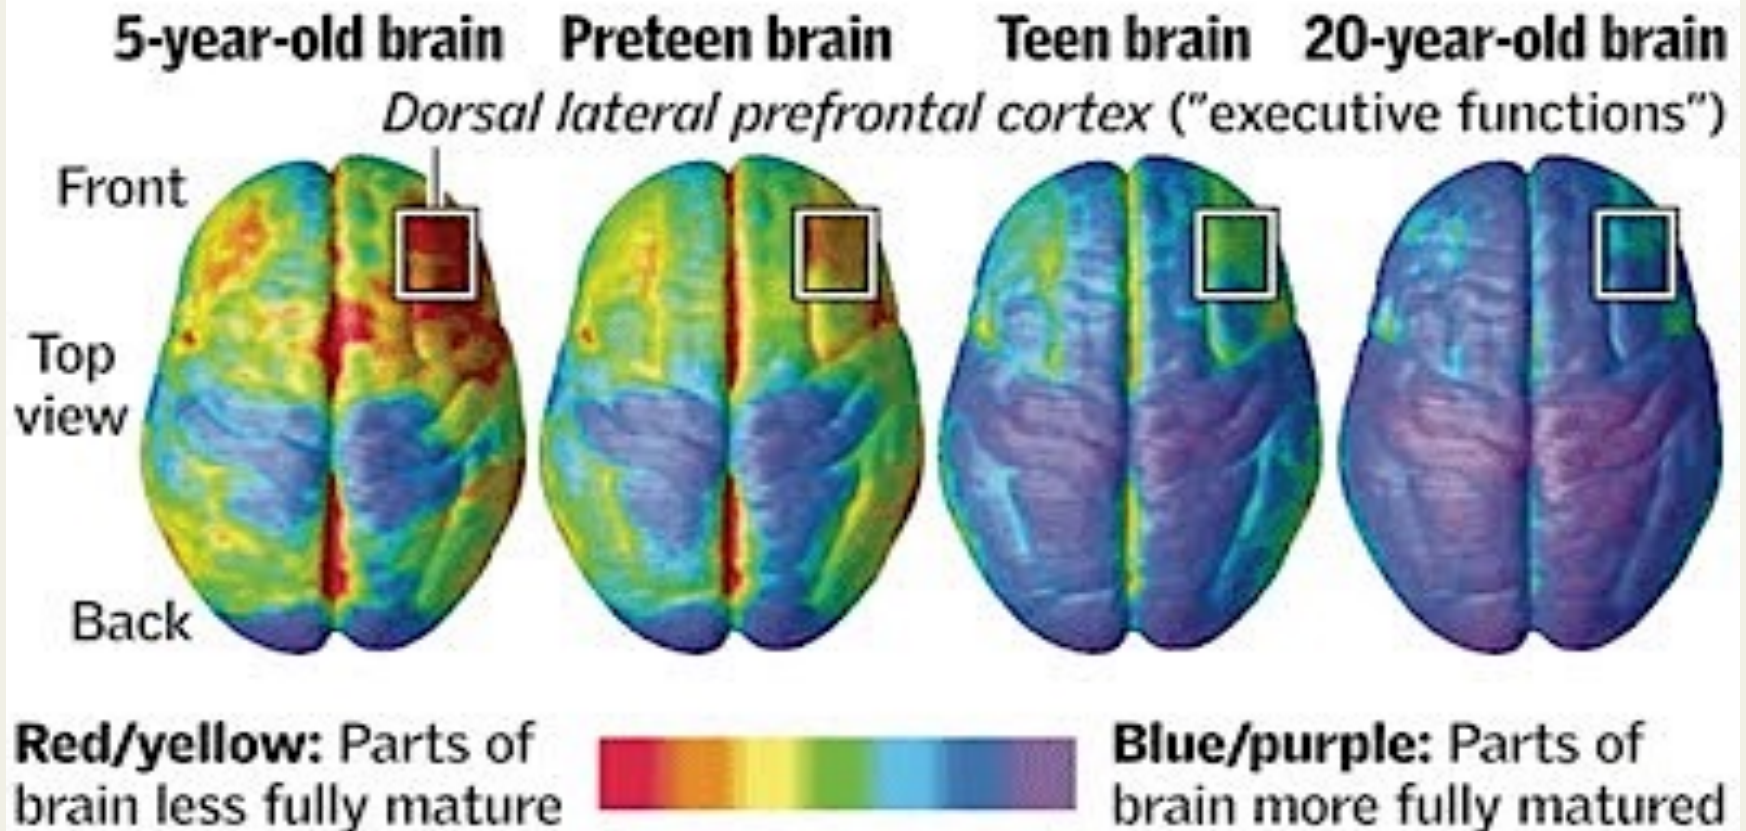 5-year-old brain Preteen brain Teen brain 20-year-old brain
Dorsal lateral prefrontal cortex ("executive functions")
Front
Top
view
Back
Red/yellow: Parts of
brain less fully mature
Blue/purple: Parts of
brain more fully matured